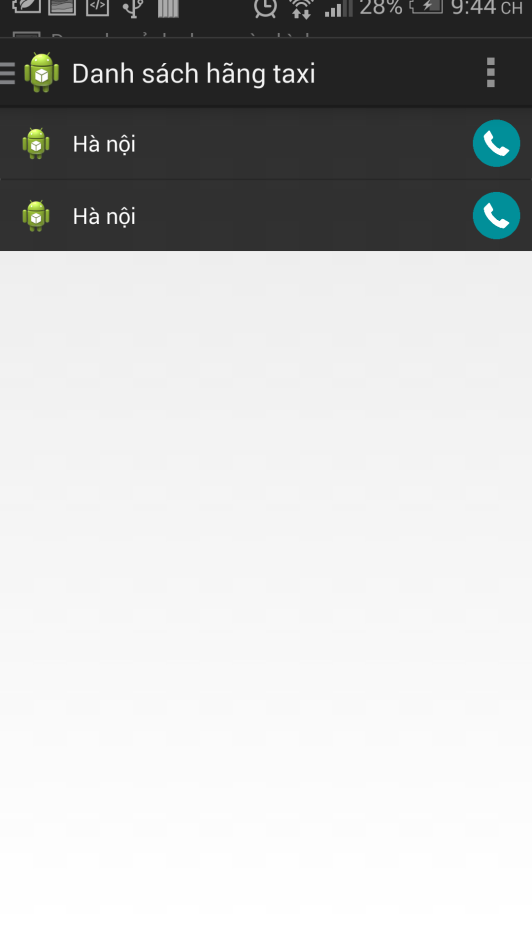 28% 9:44 CH
Danh sách hãng taxi
Hà nội
Hà nội